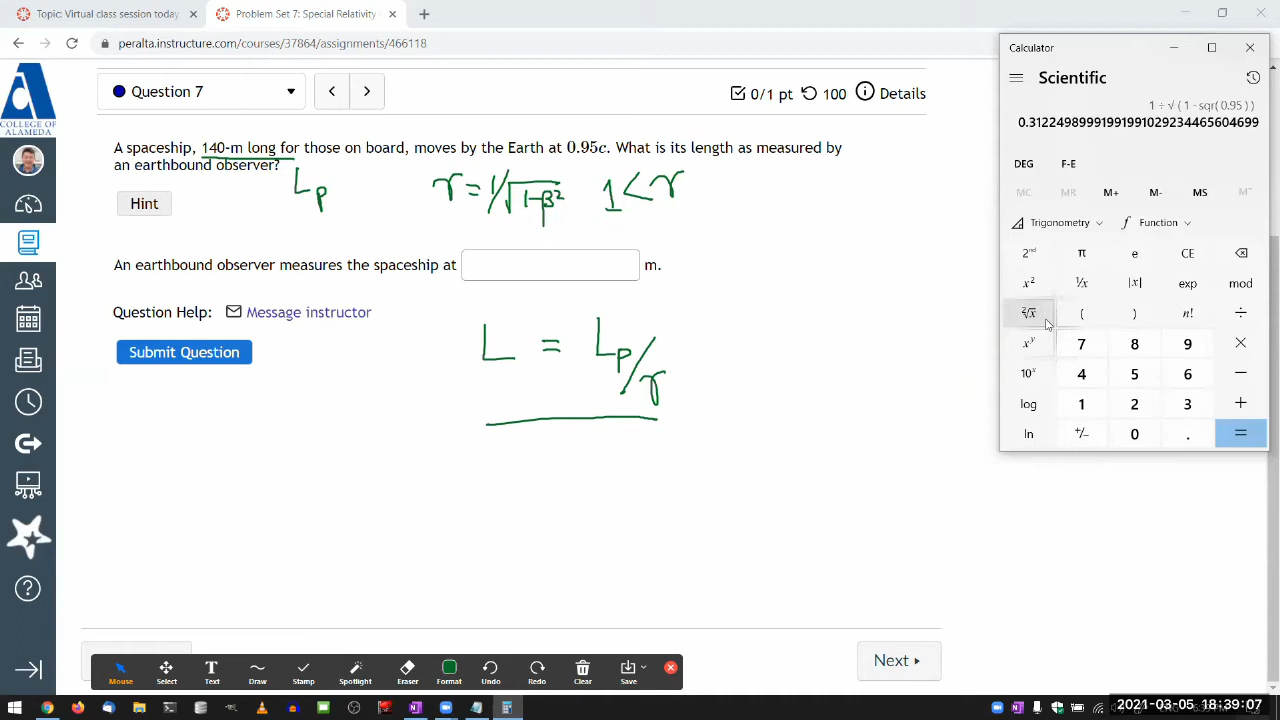 Topic: Virtual class session today
Problem Set 7: Special Relativity
peralta.instructure.com/courses/37864/assignments/466118
COLLEGE OF
ALAMEDA
Question 7
0/1 pt
100
Details
A spaceship, 140-m long for those on board, moves by the Earth at 0.95c. What is its length as measured by
an earthbound observer?
L_p
γ = 1/√(1-β²)
1 < γ
Hint
An earthbound observer measures the spaceship at
m.
Question Help:
Message instructor
Submit Question
L = L_p/γ
Next
Mouse
Select
Text
Draw
Stamp
Spotlight
Eraser
Format
Undo
Redo
Clear
Save
Calculator
Scientific
1 ÷ √ ( 1 - sqr( 0.95 ))
0.31224989991991991029234465604699
DEG
F-E
MC
MR
M+
M-
MS
M˅
Trigonometry
f Function
2ⁿᵈ
π
e
CE
x²
¹/x
|x|
exp
mod
²√x
(
)
n!
÷
xʸ
7
8
9
×
10ˣ
4
5
6
−
log
1
2
3
+
ln
+/−
0
.
=
2021-03-05 18:39:07